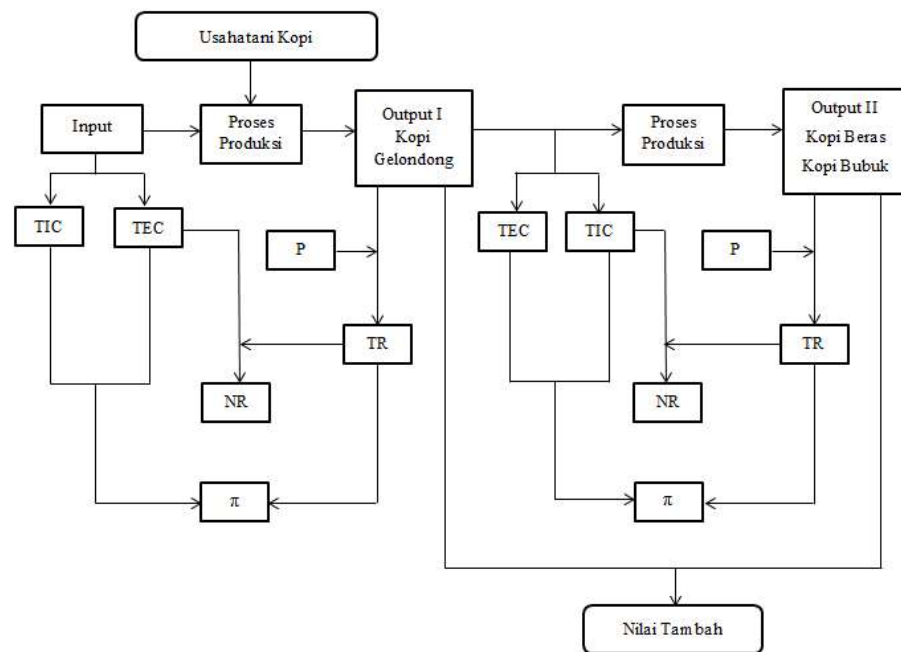 Usahatani Kopi
Input
Proses
Produksi
Output I
Kopi
Gelondong
Proses
Produksi
Output II
Kopi Beras
Kopi Bubuk
TIC
TEC
P
TR
NR
π
TEC
TIC
P
TR
NR
π
Nilai Tambah